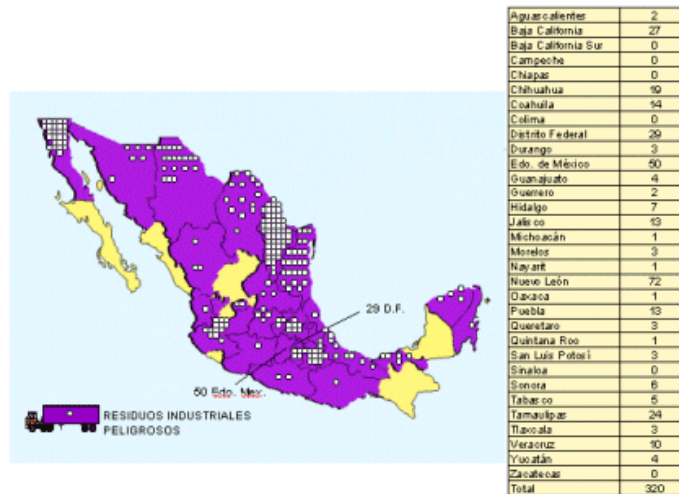 Aguascalientes 2
Baja California 27
Baja California Sur 0
Campeche 0
Chiapas 0
Chihuahua 19
Coahuila 14
Colima 0
Distrito Federal 29
Durango 3
Edo. de México 50
Guanajuato 4
Guerrero 2
Hidalgo 7
Jalisco 13
Michoacán 1
Morelos 3
Nayarit 1
Nuevo León 72
Oaxaca 1
Puebla 13
Queretaro 3
Quintana Roo 1
San Luis Potosí 3
Sinaloa 0
Sonora 6
Tabasco 5
Tamaulipas 24
Tlaxcala 3
Veracruz 10
Yucatán 4
Zacatecas 0
Total 320
29 D.F.
50 Edo. Mex.
RESIDUOS INDUSTRIALES
PELIGROSOS